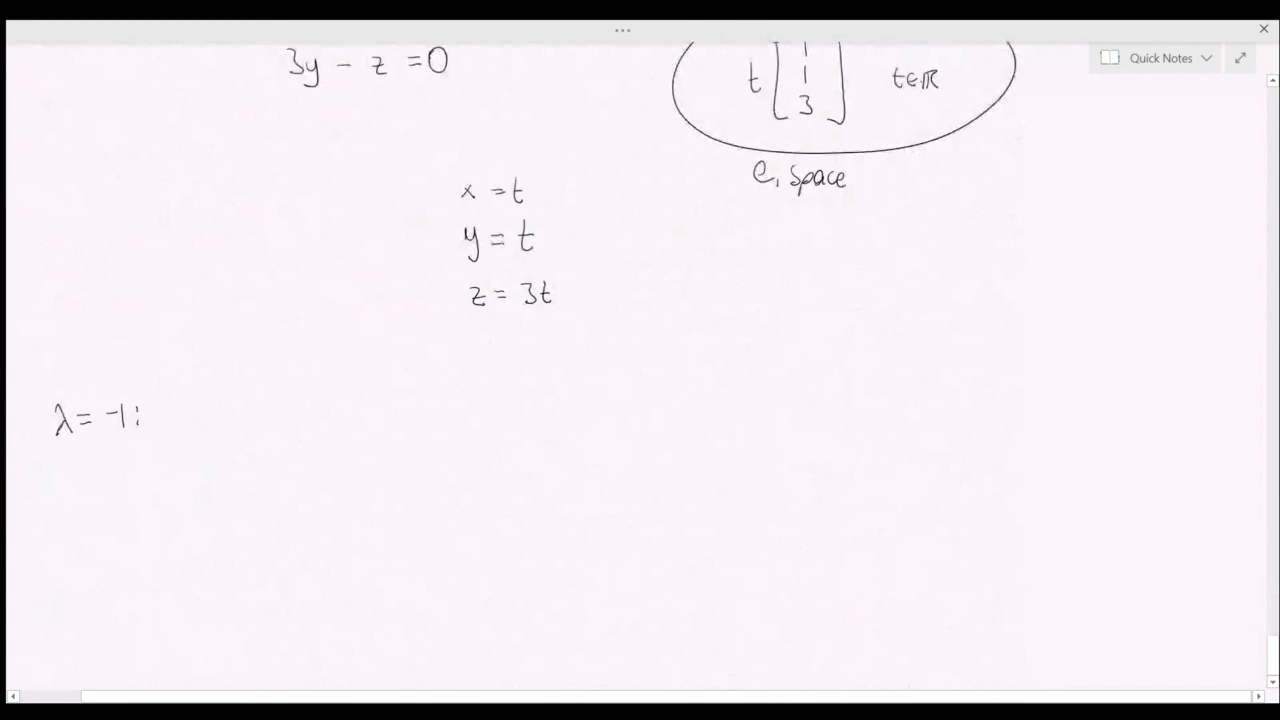 3y - z = 0
t [1 1 3] t∈ℝ
e, space
x = t
y = t
z = 3t
λ = -1:
Quick Notes